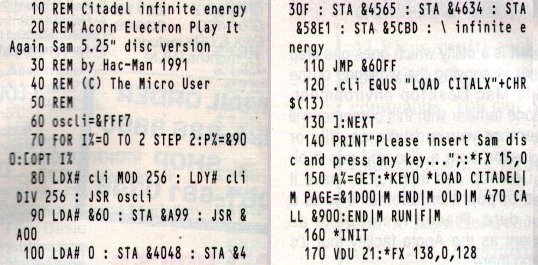 10 REM Citadel infinite energy
20 REM Acorn Electron Play It
Again Sam 5.25" disc version
30 REM by Hac-Man 1991
40 REM (C) The Micro User
50 REM
60 oscli=&FFF7
70 FOR I%=0 TO 2 STEP 2:P%=&90
0:[OPT I%
80 LDX# cli MOD 256 : LDY# cli
DIV 256 : JSR oscli
90 LDA# &60 : STA &A99 : JSR &
A00
100 LDA# 0 : STA &4048 : STA &4
30F : STA &4565 : STA &4634 : STA
&58E1 : STA &5CBD : \ infinite e
nergy
110 JMP &60FF
120 .cli EQUS "LOAD CITALX"+CHR
$(13)
130 ]:NEXT
140 PRINT"Please insert Sam dis
c and press any key...";:*FX 15,0
150 A%=GET:*KEY0 *LOAD CITADEL|
M PAGE=&1D00|M END|M OLD|M 470 CA
LL &900:END|M RUN|F|M
160 *INIT
170 VDU 21:*FX 138,0,128